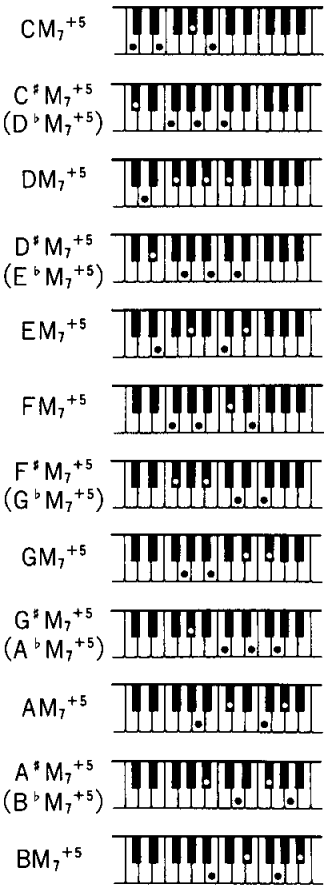 CM₇⁺⁵
C♯M₇⁺⁵
(D♭M₇⁺⁵)
DM₇⁺⁵
D♯M₇⁺⁵
(E♭M₇⁺⁵)
EM₇⁺⁵
FM₇⁺⁵
F♯M₇⁺⁵
(G♭M₇⁺⁵)
GM₇⁺⁵
G♯M₇⁺⁵
(A♭M₇⁺⁵)
AM₇⁺⁵
A♯M₇⁺⁵
(B♭M₇⁺⁵)
BM₇⁺⁵